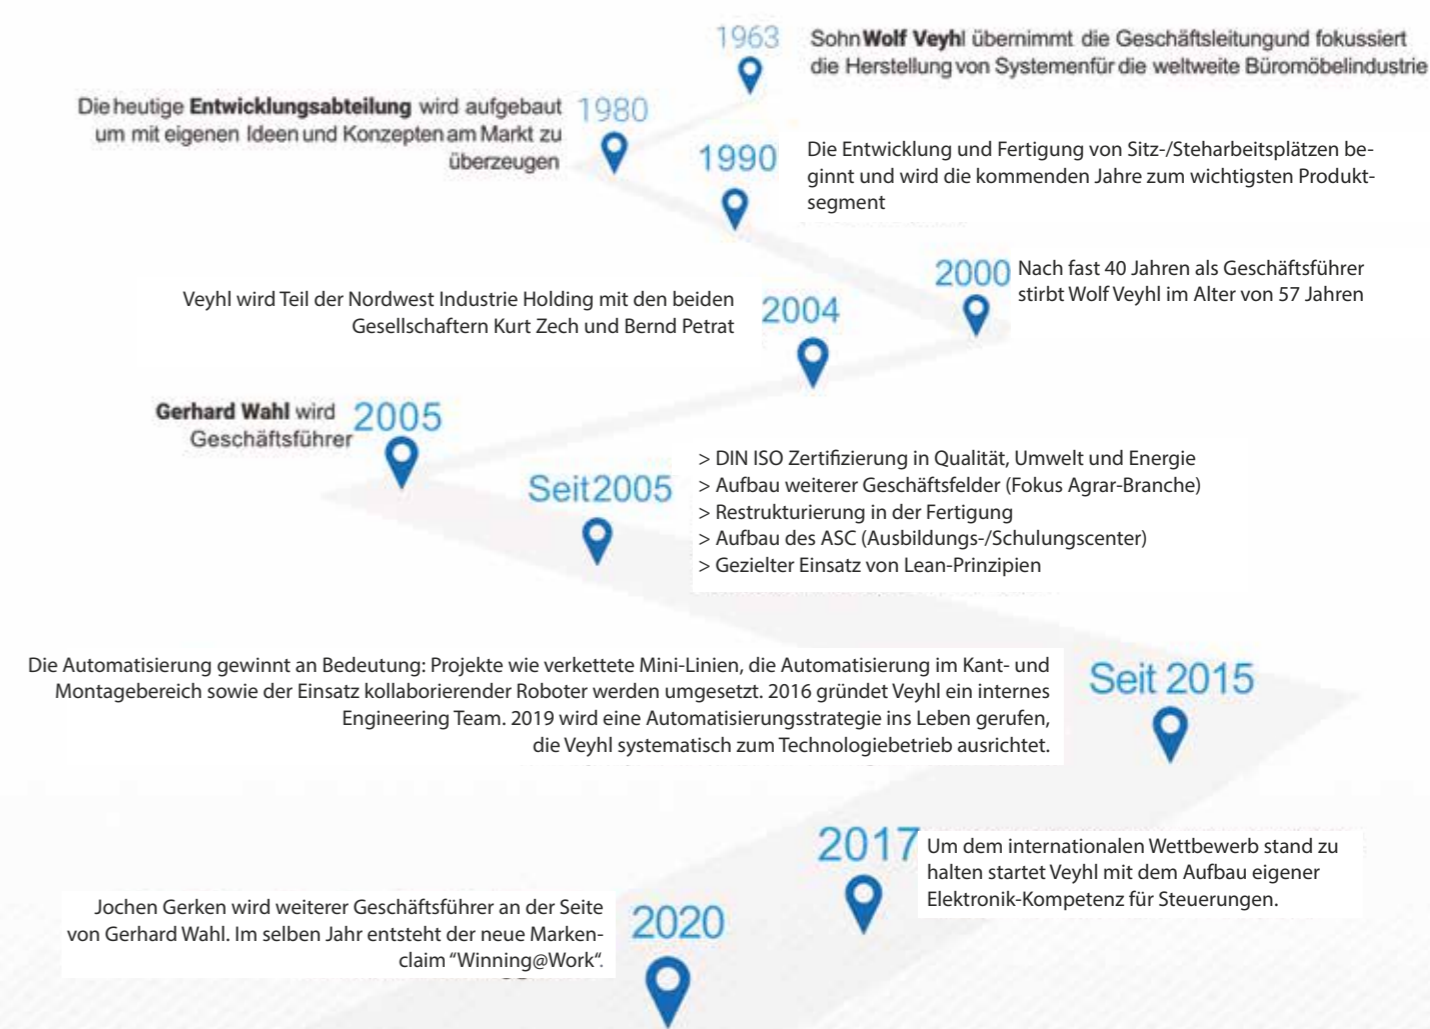 1963
Sohn Wolf Veyhl übernimmt die Geschäftsleitungund fokussiert
die Herstellung von Systemenfür die weltweite Büromöbelindustrie
1980
Die heutige Entwicklungsabteilung wird aufgebaut
um mit eigenen Ideen und Konzepten am Markt zu
überzeugen
1990
Die Entwicklung und Fertigung von Sitz-/Steharbeitsplätzen be-
ginnt und wird die kommenden Jahre zum wichtigsten Produkt-
segment
2000
Nach fast 40 Jahren als Geschäftsführer
stirbt Wolf Veyhl im Alter von 57 Jahren
2004
Veyhl wird Teil der Nordwest Industrie Holding mit den beiden
Gesellschaftern Kurt Zech und Bernd Petrat
2005
Gerhard Wahl wird
Geschäftsführer
Seit 2005
> DIN ISO Zertifizierung in Qualität, Umwelt und Energie
> Aufbau weiterer Geschäftsfelder (Fokus Agrar-Branche)
> Restrukturierung in der Fertigung
> Aufbau des ASC (Ausbildungs-/Schulungscenter)
> Gezielter Einsatz von Lean-Prinzipien
Seit 2015
Die Automatisierung gewinnt an Bedeutung: Projekte wie verkettete Mini-Linien, die Automatisierung im Kant- und
Montagebereich sowie der Einsatz kollaborierender Roboter werden umgesetzt. 2016 gründet Veyhl ein internes
Engineering Team. 2019 wird eine Automatisierungsstrategie ins Leben gerufen,
die Veyhl systematisch zum Technologiebetrieb ausrichtet.
2017
Um dem internationalen Wettbewerb stand zu
halten startet Veyhl mit dem Aufbau eigener
Elektronik-Kompetenz für Steuerungen.
2020
Jochen Gerken wird weiterer Geschäftsführer an der Seite
von Gerhard Wahl. Im selben Jahr entsteht der neue Marken-
claim “Winning@Work“.